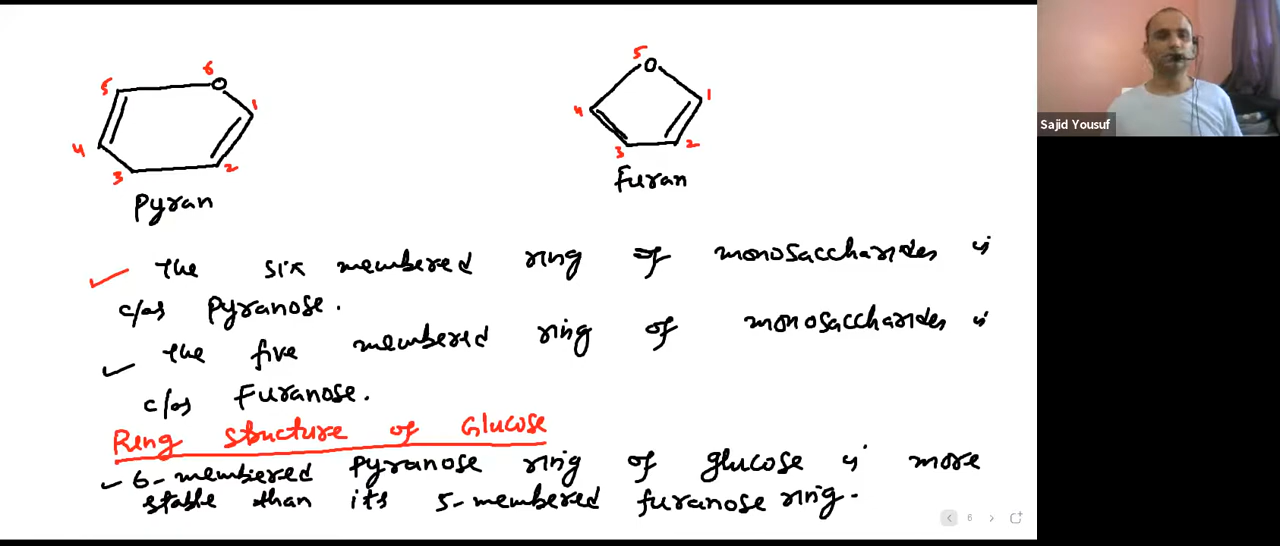 6
5
O
1
4
3
2
Pyran
5
O
4
1
3
2
Furan
Sajid Yousuf
The six membered ring of monosaccharides is
c/as Pyranose.
The five membered ring of monosaccharides is
c/as Furanose.
Ring structure of Glucose
6-membered pyranose ring of glucose is more
stable than its 5-membered furanose ring.
6